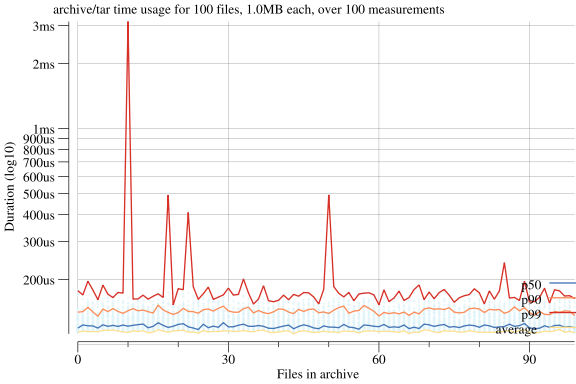 archive/tar time usage for 100 files, 1.0MB each, over 100 measurements
3ms
2ms
1ms
900us
800us
700us
600us
500us
400us
300us
200us
Duration (log10)
p50
p90
p99
average
0
30
60
90
Files in archive